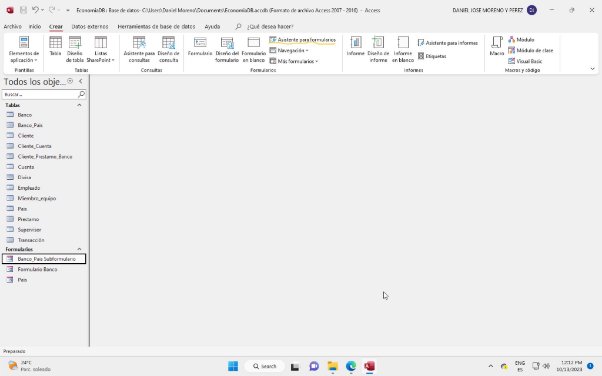 EconomiaDB : Base de datos- C:\Users\Daniel Moreno\Documents\EconomiaDB.accdb (Formato de archivo Access 2007 - 2016) — Access
DANIEL JOSE MORENO Y PEREZ
DJ
Archivo Inicio Crear Datos externos Herramientas de base de datos Ayuda ¿Qué desea hacer?
Elementos de aplicación
Tabla
Diseño de tabla
Listas SharePoint
Asistente para consultas
Diseño de consulta
Formulario
Diseño del formulario
Formulario en blanco
Asistente para formularios
Navegación
Más formularios
Informe
Diseño de informe
Informe en blanco
Asistente para informes
Etiquetas
Macro
Módulo
Módulo de clase
Visual Basic
Plantillas Tablas Consultas Formularios Informes Macros y código
Todos los obje...
Buscar...
Tablas
Banco
Banco_Pais
Cliente
Cliente_Cuenta
Cliente_Prestamo_Banco
Cuenta
Divisa
Empleado
Miembro_equipo
Pais
Prestamo
Supervisor
Transacción
Formularios
Banco_Pais Subformulario
Formulario Banco
Pais
Preparado
24°C
Parc. soleado
Search
ENG
ES
12:12 PM
10/13/2023